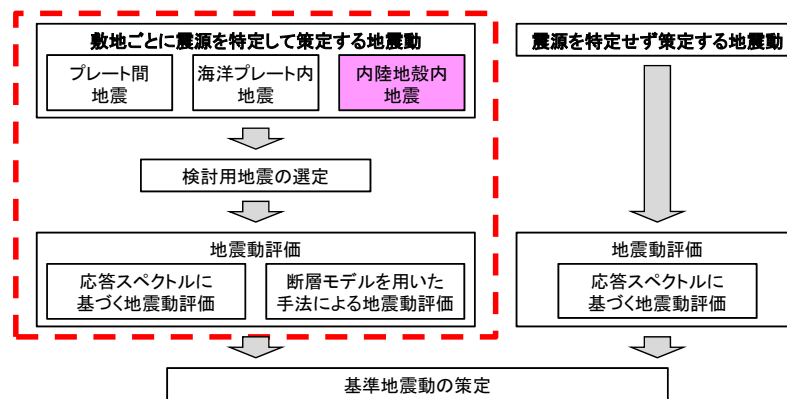 敷地ごとに震源を特定して策定する地震動
プレート間
地震
海洋プレート内
地震
内陸地殻内
地震
検討用地震の選定
地震動評価
応答スペクトルに
基づく地震動評価
断層モデルを用いた
手法による地震動評価
震源を特定せず策定する地震動
地震動評価
応答スペクトルに
基づく地震動評価
基準地震動の策定